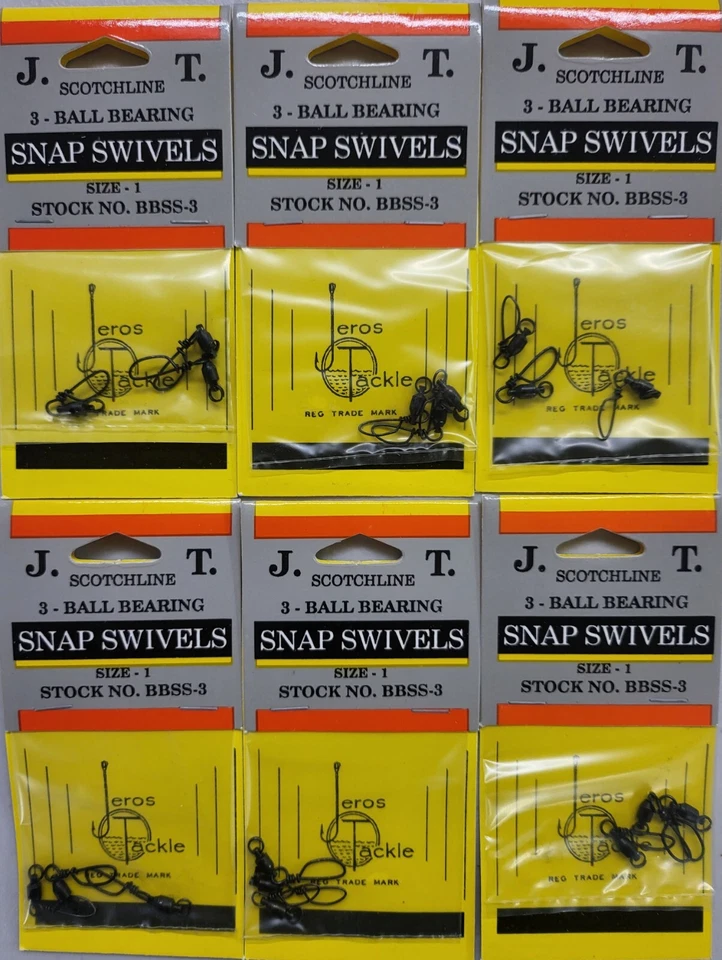 J. T.
SCOTCHLINE
3 - BALL BEARING
SNAP SWIVELS
SIZE - 1
STOCK NO. BBSS-3
Jeros
Tackle
TRADE MARK
J. T.
SCOTCHLINE
3 - BALL BEARING
SNAP SWIVELS
SIZE - 1
STOCK NO. BBSS-3
Jeros
Tackle
REG TRADE MARK
J. T.
SCOTCHLINE
3 - BALL BEARING
SNAP SWIVELS
SIZE - 1
STOCK NO. BBSS-3
Jeros
Tackle
REG TRADE MARK
J. T.
SCOTCHLINE
3 - BALL BEARING
SNAP SWIVELS
SIZE - 1
STOCK NO. BBSS-3
Jeros
Tackle
REG TRADE MARK
J. T.
SCOTCHLINE
3 - BALL BEARING
SNAP SWIVELS
SIZE - 1
STOCK NO. BBSS-3
Jeros
Tackle
REG TRADE MARK
J. T.
SCOTCHLINE
3 - BALL BEARING
SNAP SWIVELS
SIZE - 1
STOCK NO. BBSS-3
Jeros
Tackle
REG TRADE MARK